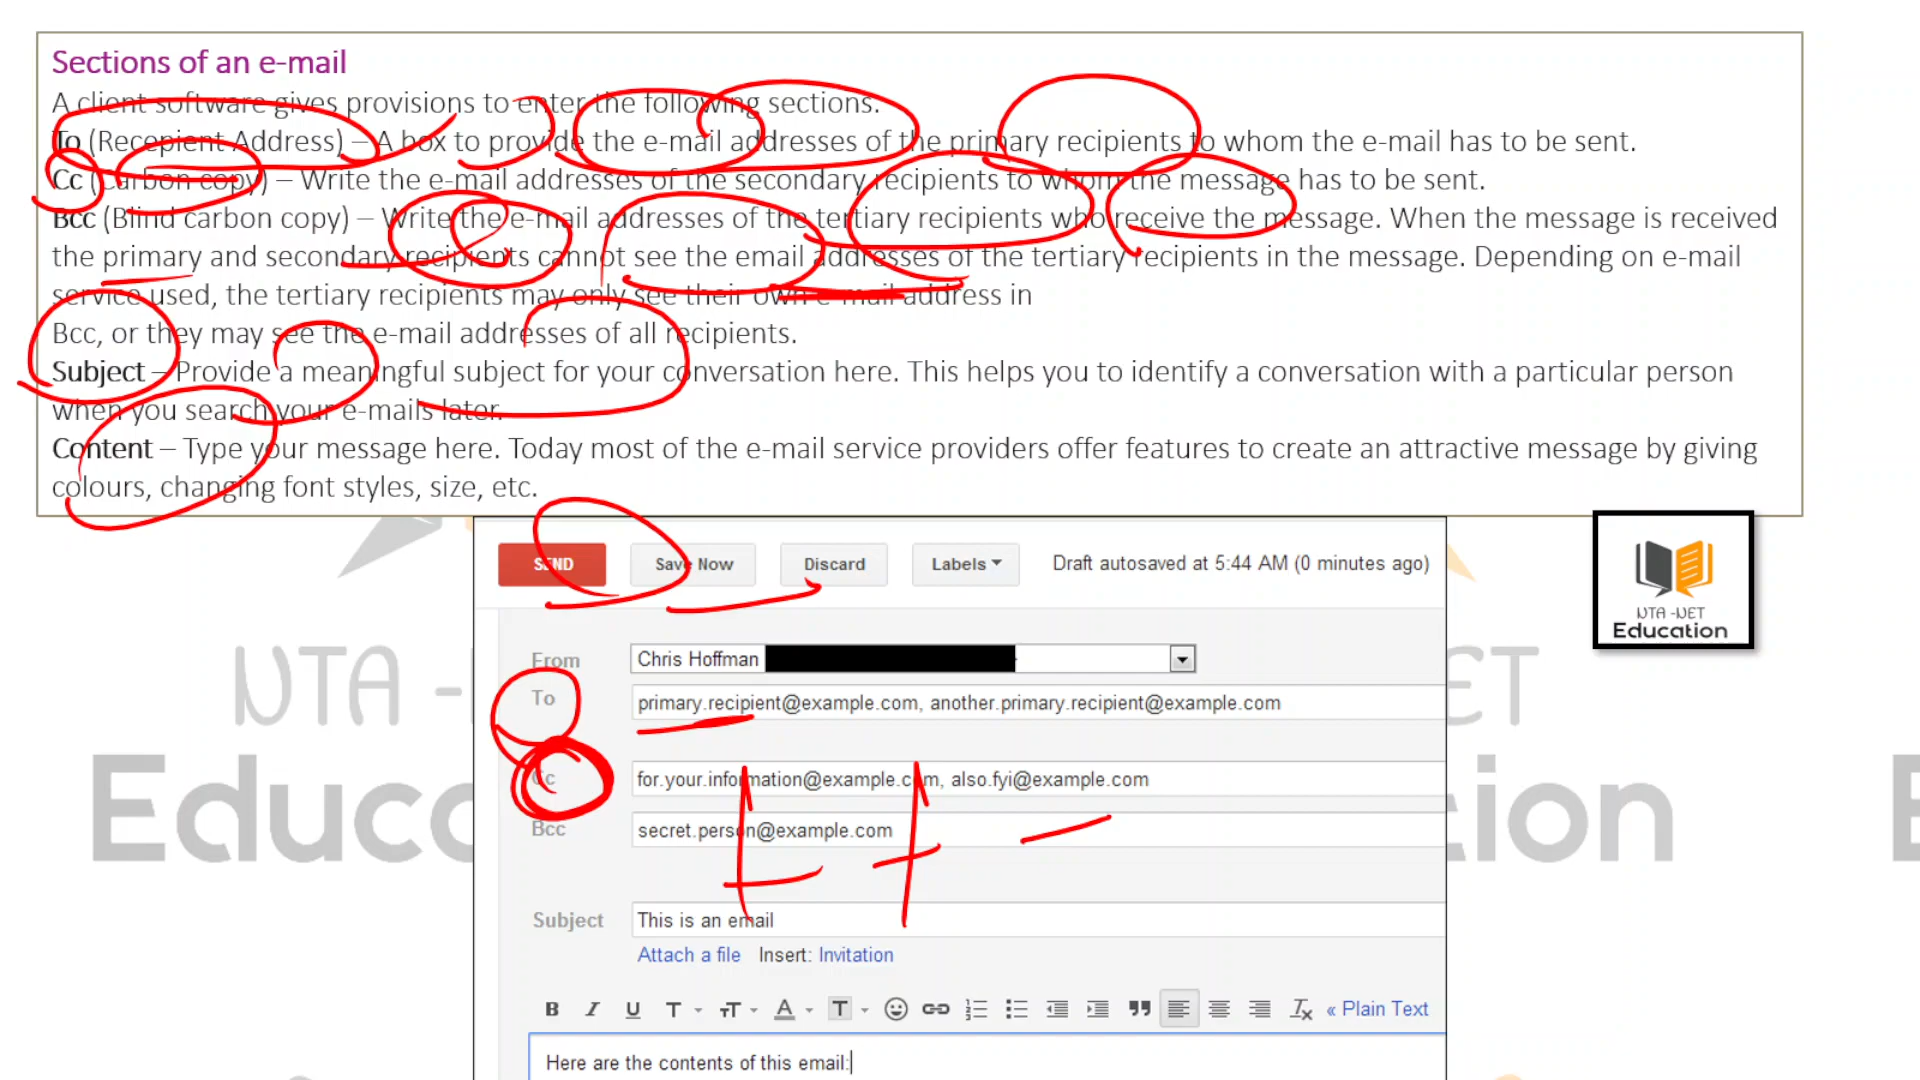 Sections of an e-mail
A client software gives provisions to enter the following sections.
To (Recepient Address) – A box to provide the e-mail addresses of the primary recipients to whom the e-mail has to be sent.
Cc (Carbon copy) – Write the e-mail addresses of the secondary recipients to whom the message has to be sent.
Bcc (Blind carbon copy) – Write the e-mail addresses of the tertiary recipients who receive the message. When the message is received
the primary and secondary recipients cannot see the email addresses of the tertiary recipients in the message. Depending on e-mail
service used, the tertiary recipients may only see their own e-mail address in
Bcc, or they may see the e-mail addresses of all recipients.
Subject – Provide a meaningful subject for your conversation here. This helps you to identify a conversation with a particular person
when you search your e-mails later.
Content – Type your message here. Today most of the e-mail service providers offer features to create an attractive message by giving
colours, changing font styles, size, etc.
SEND Save Now Discard Labels Draft autosaved at 5:44 AM (0 minutes ago)
NTA -NET
Education
From Chris Hoffman
To primary.recipient@example.com, another.primary.recipient@example.com
Cc for.your.information@example.com, also.fyi@example.com
Bcc secret.person@example.com
Subject This is an email
Attach a file Insert: Invitation
B I U T тT A T « Plain Text
Here are the contents of this email:
NTA -
Educa
ET
tion
E